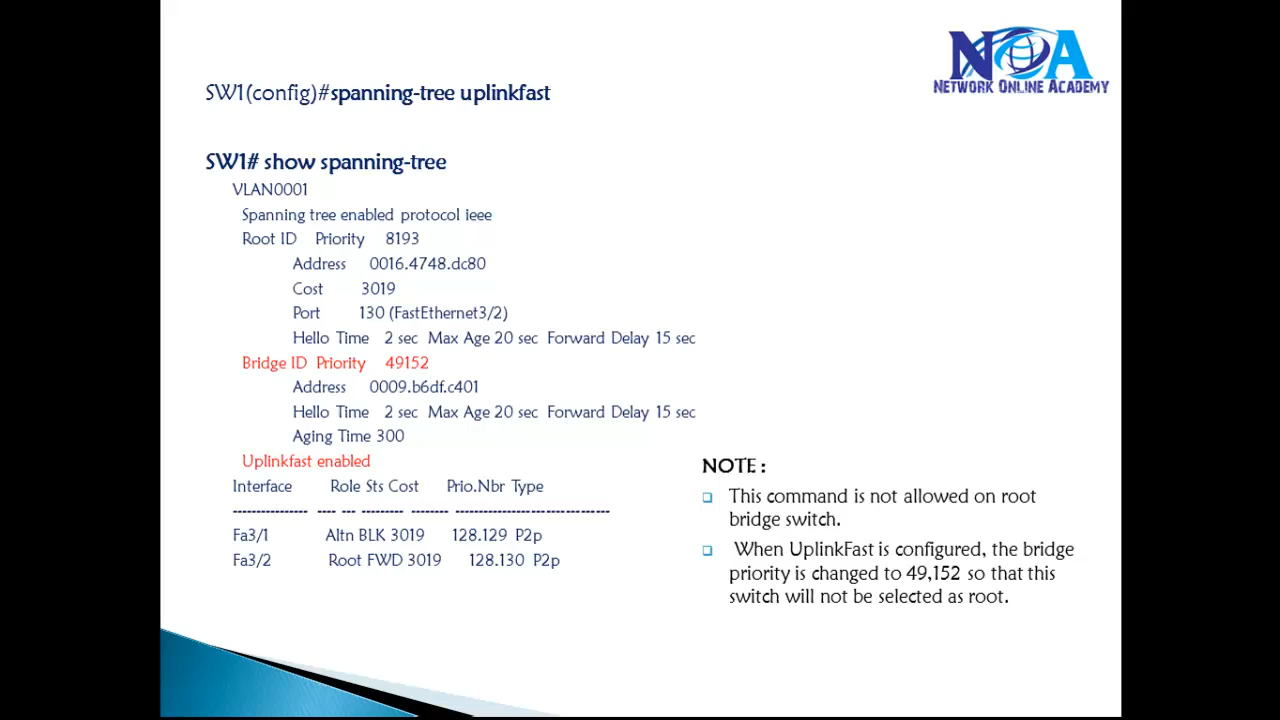 NOA
NETWORK ONLINE ACADEMY
SW1(config)#spanning-tree uplinkfast
SW1# show spanning-tree
VLAN0001
Spanning tree enabled protocol ieee
Root ID Priority 8193
Address 0016.4748.dc80
Cost 3019
Port 130 (FastEthernet3/2)
Hello Time 2 sec Max Age 20 sec Forward Delay 15 sec
Bridge ID Priority 49152
Address 0009.b6df.c401
Hello Time 2 sec Max Age 20 sec Forward Delay 15 sec
Aging Time 300
Uplinkfast enabled
Interface Role Sts Cost Prio.Nbr Type
---------------- ---- --- --------- -------- --------------------------------
Fa3/1 Altn BLK 3019 128.129 P2p
Fa3/2 Root FWD 3019 128.130 P2p
NOTE :
This command is not allowed on root
bridge switch.
When UplinkFast is configured, the bridge
priority is changed to 49,152 so that this
switch will not be selected as root.